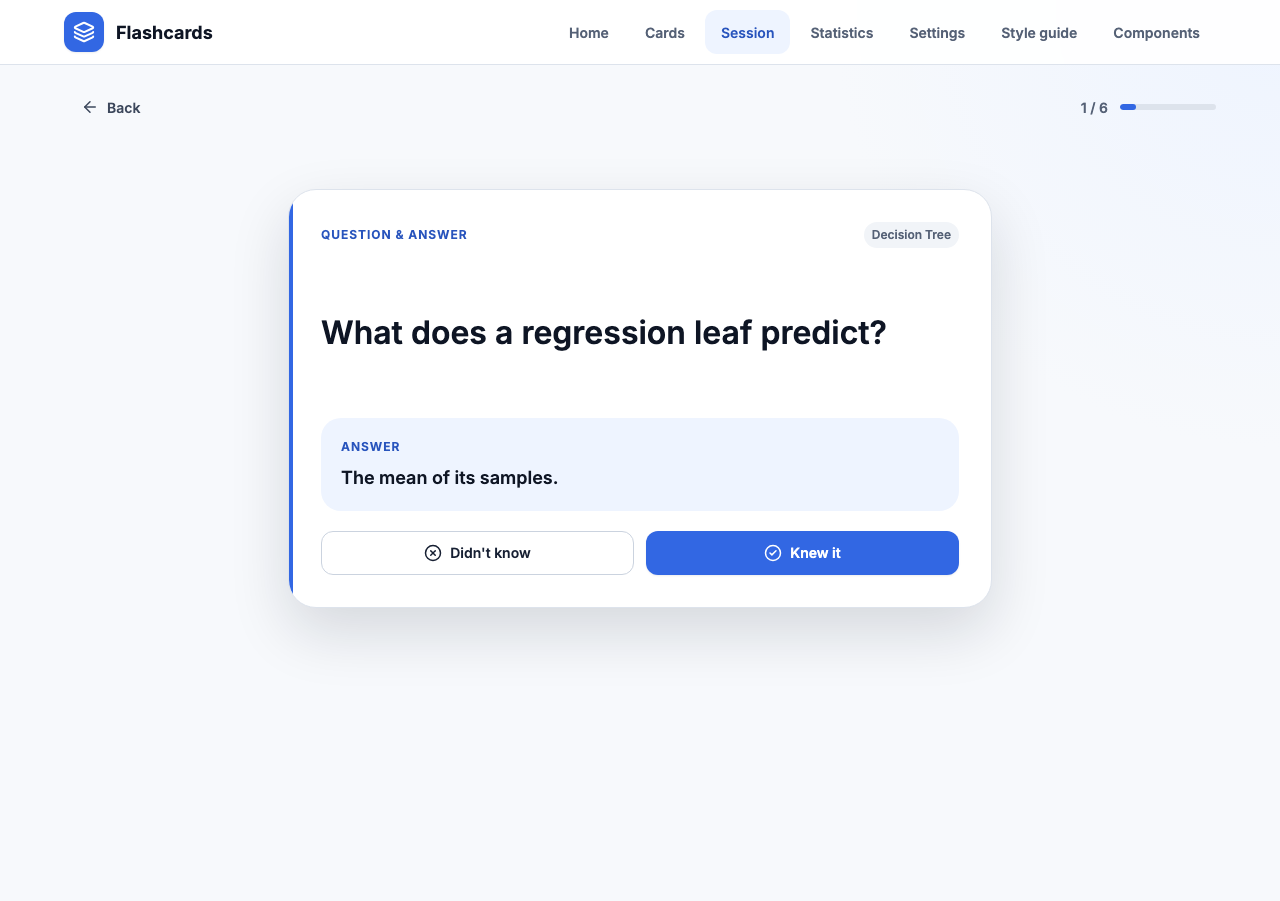 Flashcards
Home Cards Session Statistics Settings Style guide Components
Back
1 / 6
QUESTION & ANSWER
Decision Tree
What does a regression leaf predict?
ANSWER
The mean of its samples.
Didn't know
Knew it